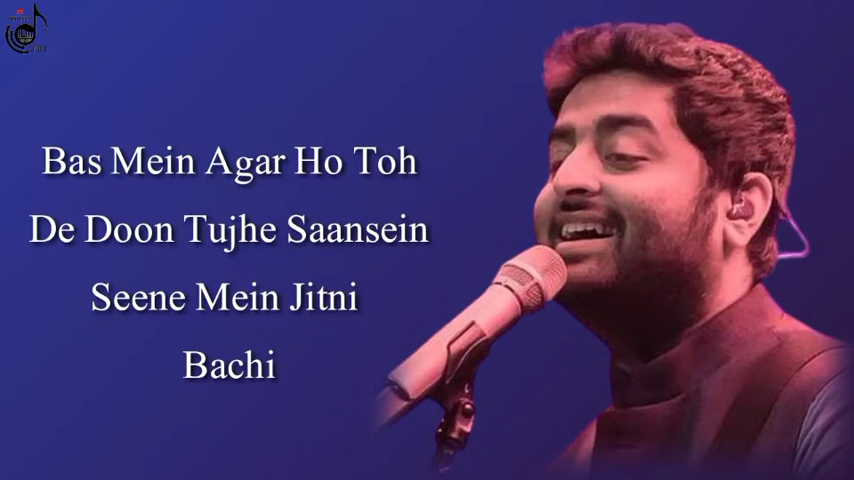 Bas Mein Agar Ho Toh
De Doon Tujhe Saansein
Seene Mein Jitni
Bachi